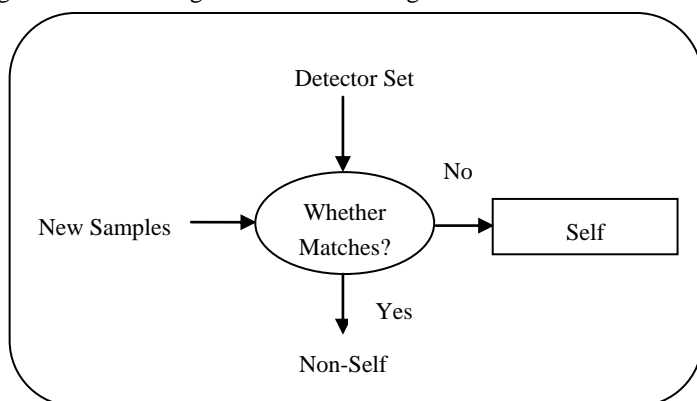 Detector Set
No
New Samples
Whether
Matches?
Self
Yes
Non-Self